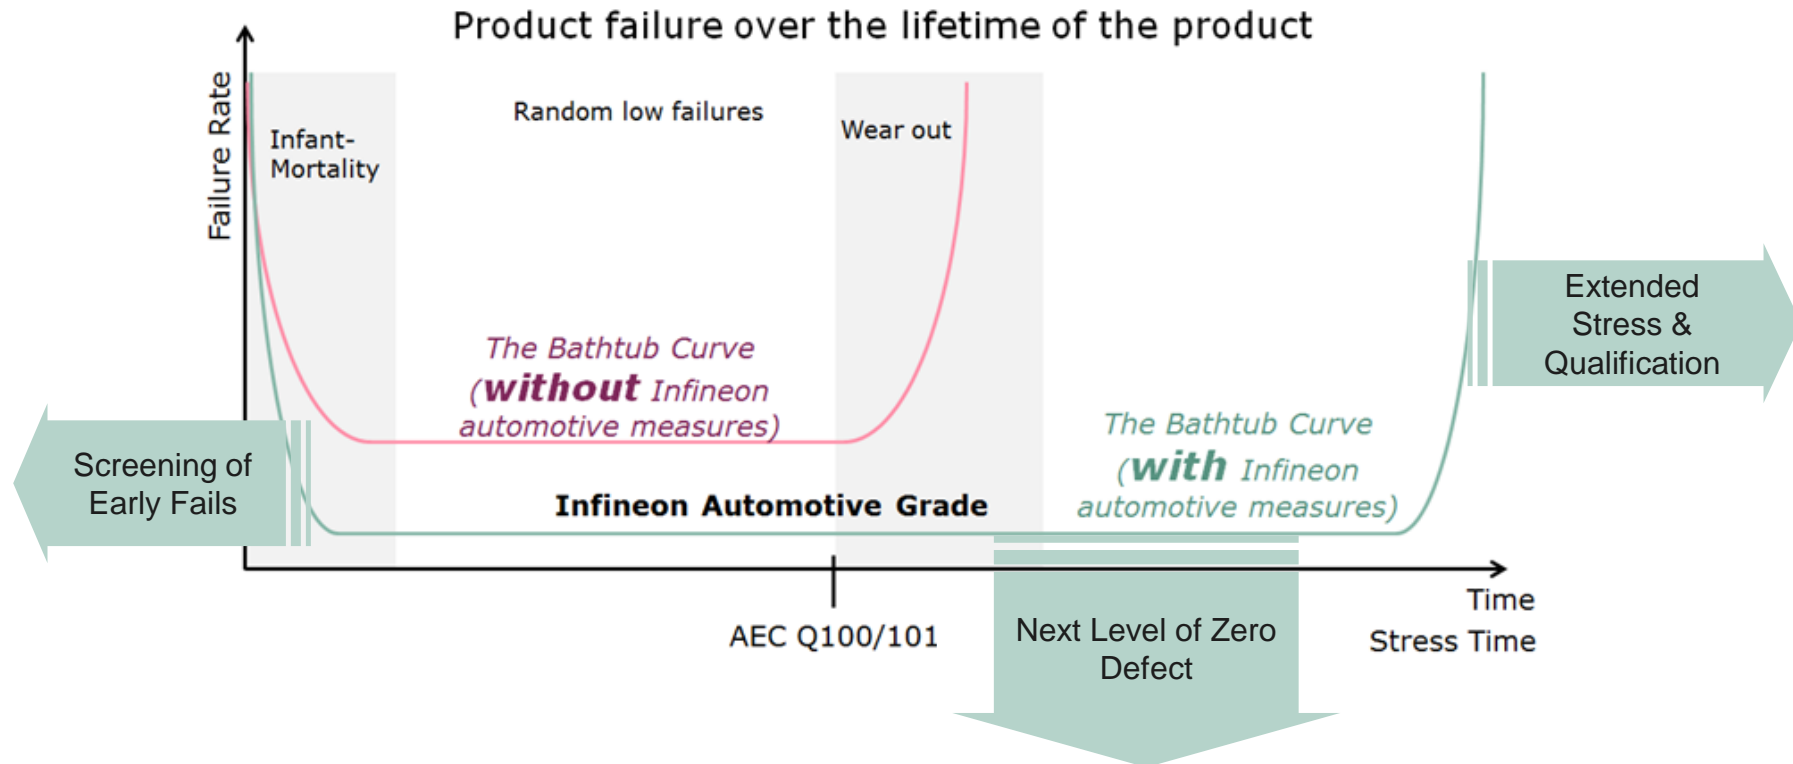 Product failure over the lifetime of the product
Failure Rate
Infant-
Mortality
Random low failures
Wear out
The Bathtub Curve
(without Infineon
automotive measures)
Extended
Stress &
Qualification
The Bathtub Curve
(with Infineon
automotive measures)
Screening of
Early Fails
Infineon Automotive Grade
Time
Stress Time
AEC Q100/101
Next Level of Zero
Defect